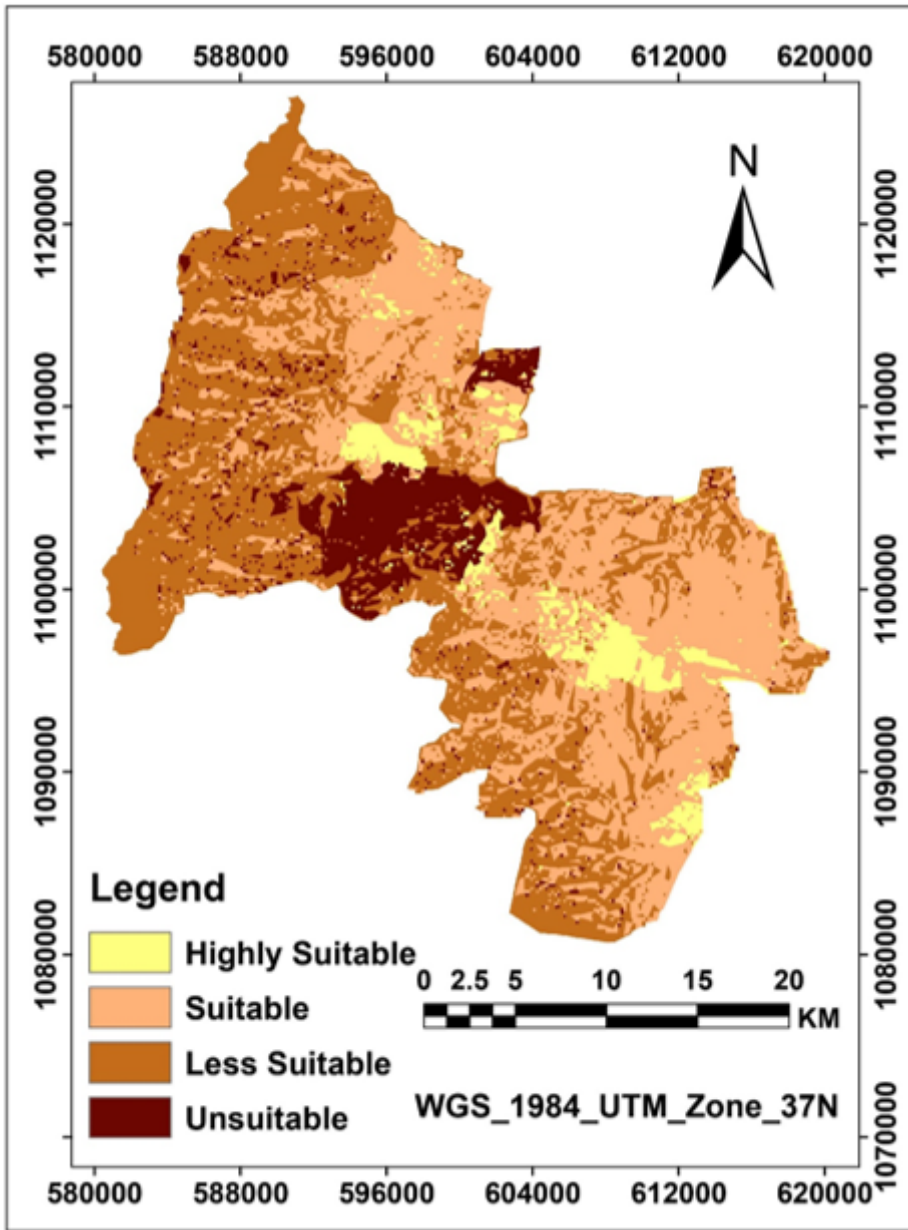 580000 588000 596000 604000 612000 620000
N
1120000 1120000
1110000 1110000
1100000 1100000
1090000 1090000
1080000 1080000
1070000 1070000
Legend
Highly Suitable
Suitable
Less Suitable
Unsuitable
0 2.5 5 10 15 20
KM
WGS_1984_UTM_Zone_37N
580000 588000 596000 604000 612000 620000